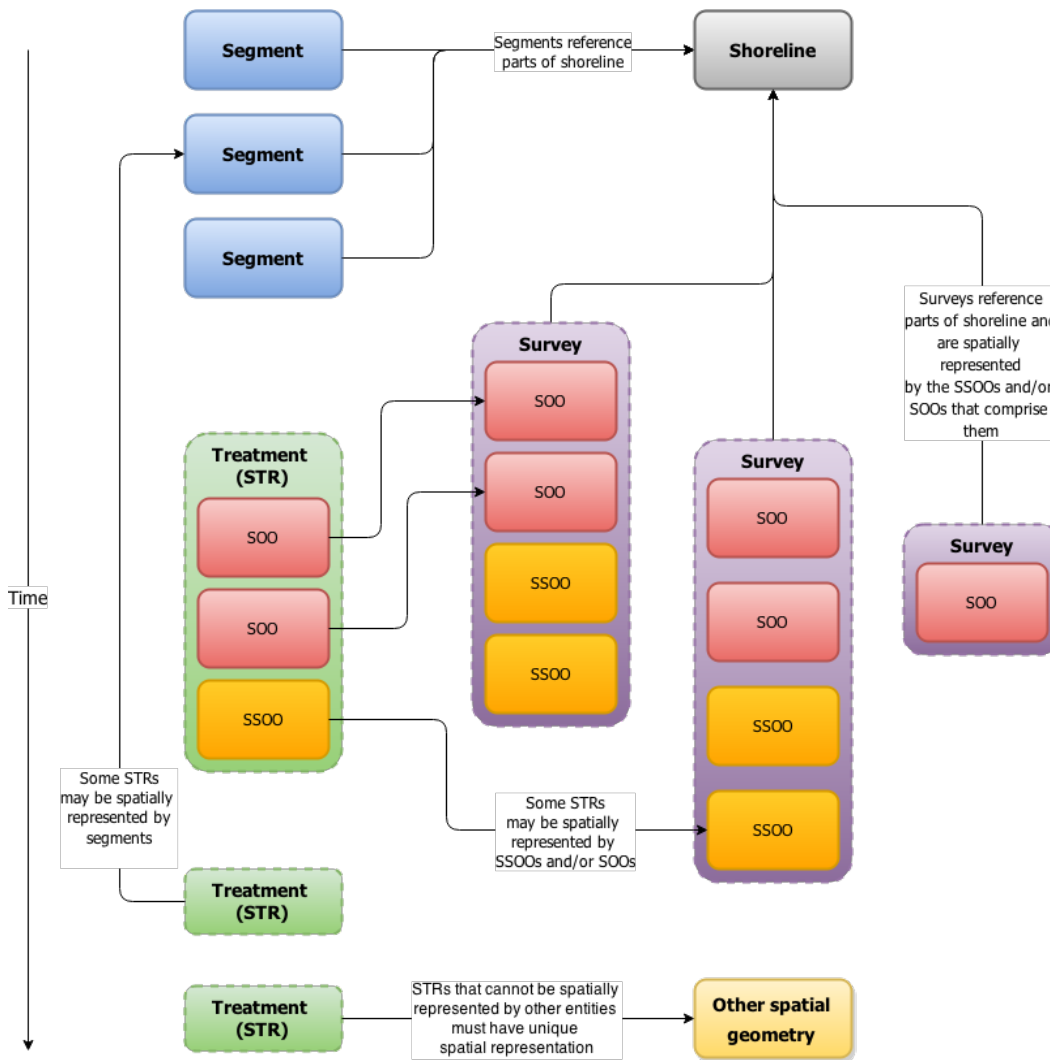 Segment
Segments reference
parts of shoreline
Shoreline
Segment
Segment
Surveys reference
parts of shoreline and
are spatially
represented
by the SSOOs and/or
SOOs that comprise
them
Survey
SOO
SOO
SSOO
SSOO
Treatment
(STR)
SOO
SOO
SSOO
Survey
SOO
SOO
SSOO
SSOO
Survey
SOO
Time
Some STRs
may be spatially
represented by
segments
Some STRs
may be spatially
represented by
SSOOs and/or SOOs
Treatment
(STR)
Treatment
(STR)
STRs that cannot be spatially
represented by other entities
must have unique
spatial representation
Other spatial
geometry